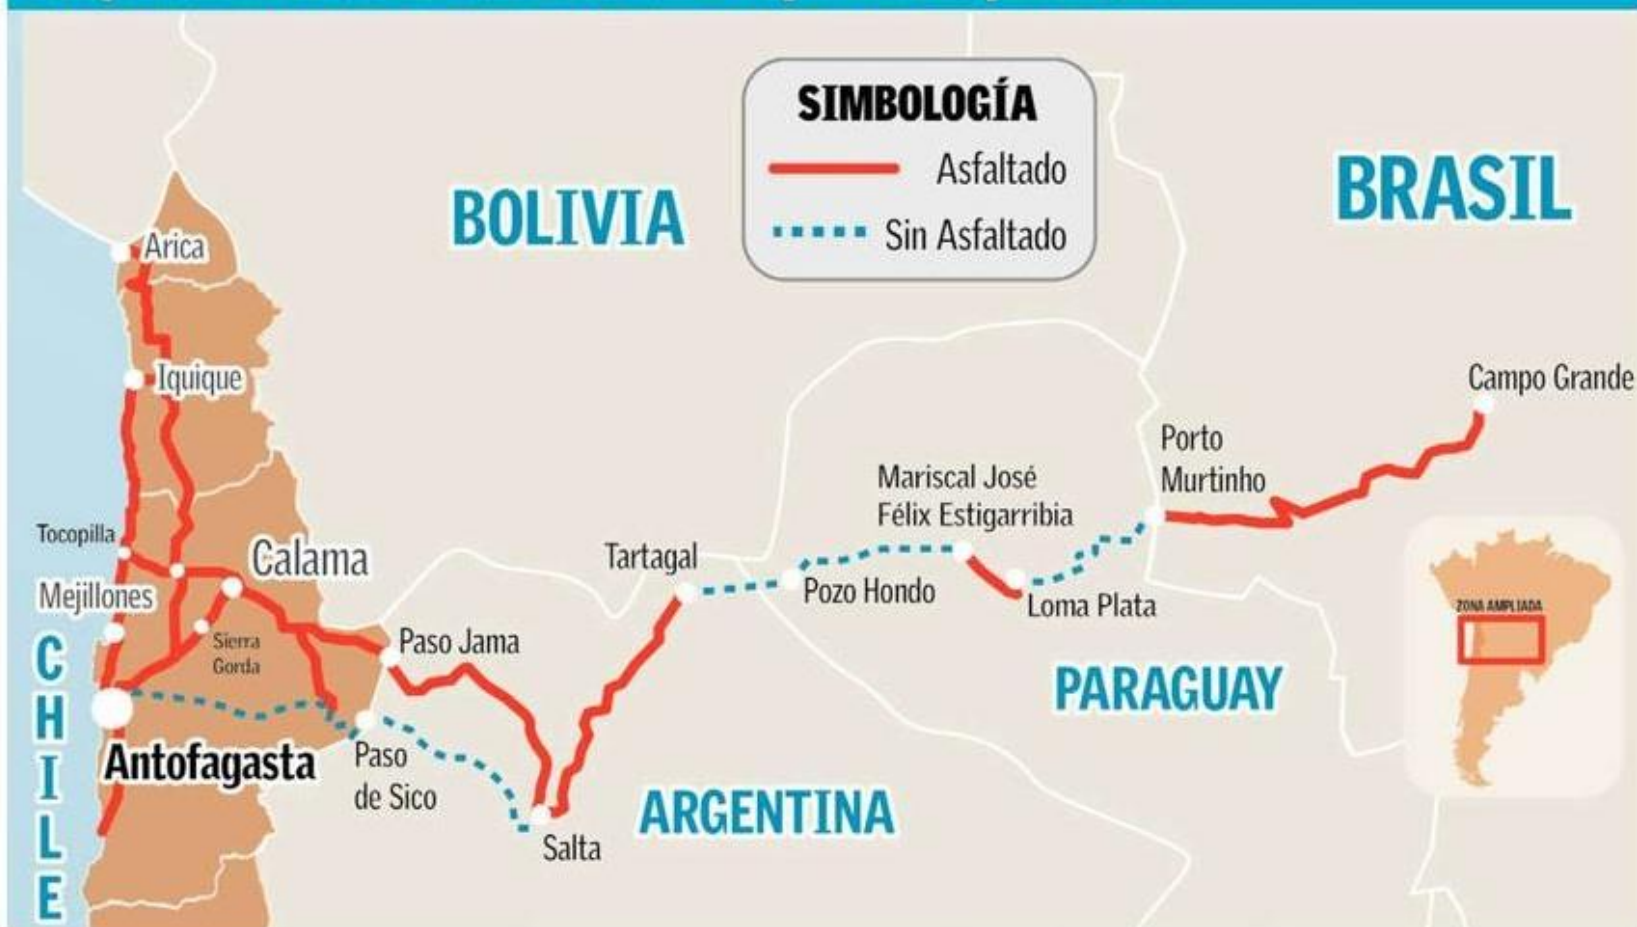 SIMBOLOGÍA
Asfaltado
Sin Asfaltado
BOLIVIA
BRASIL
Arica
Iquique
Campo Grande
Porto
Murtinho
Mariscal José
Félix Estigarribia
Tocopilla
Calama
Tartagal
Mejillones
Pozo Hondo
Loma Plata
ZONA AMPLIADA
Sierra
Gorda
Paso Jama
PARAGUAY
CHILE
Antofagasta
Paso
de Sico
ARGENTINA
Salta